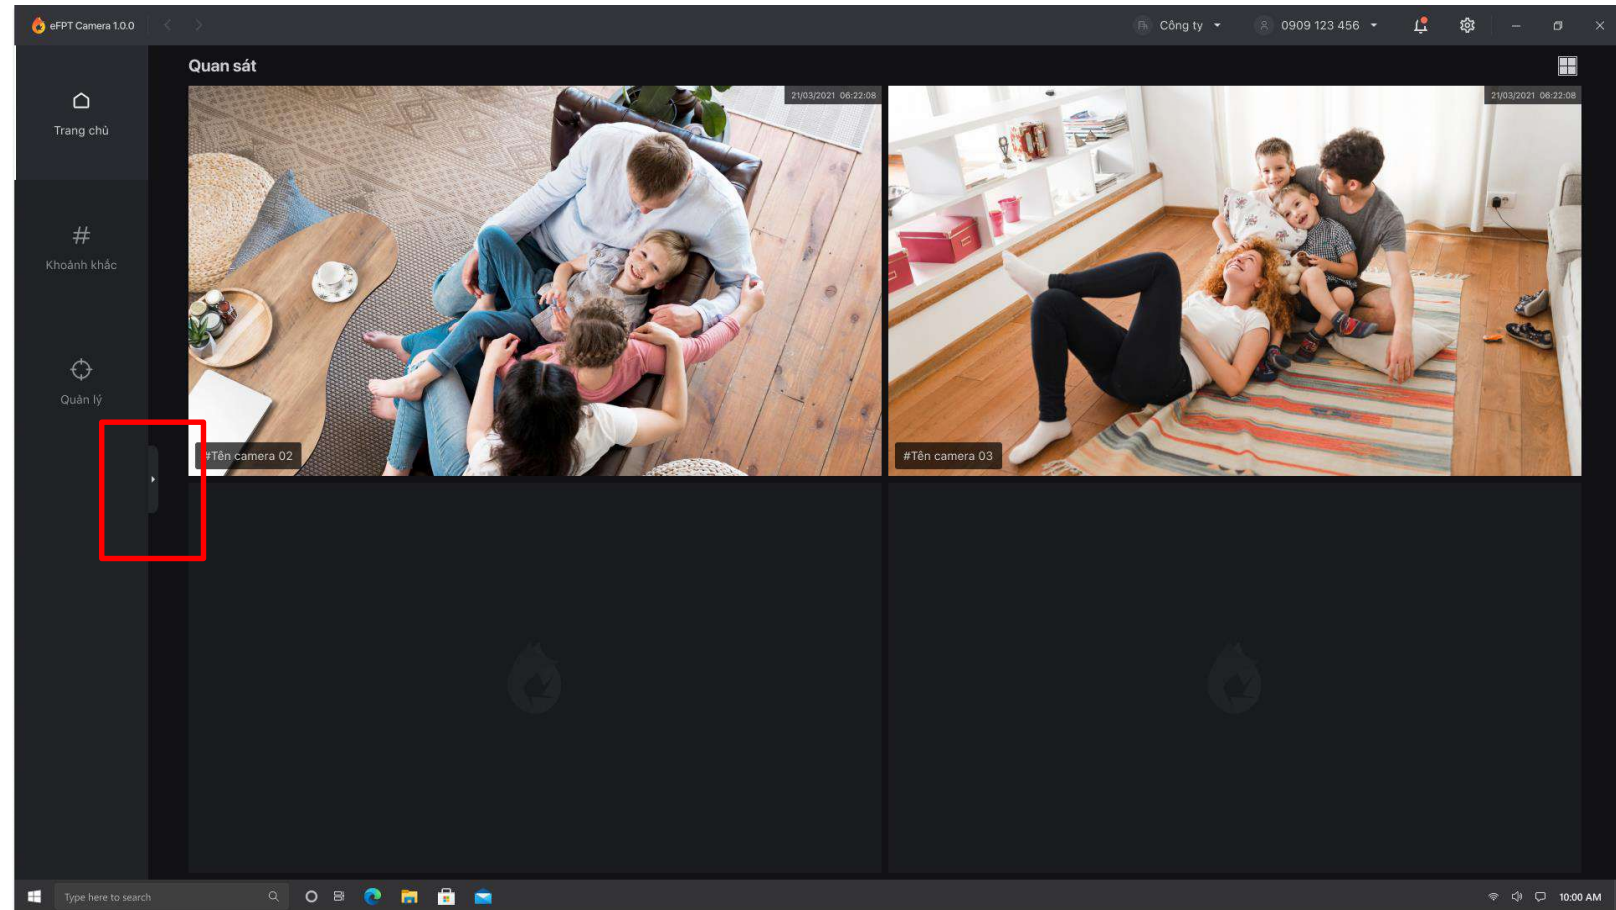 eFPT Camera 1.0.0
Công ty
0909 123 456
Quan sát
Trang chủ
21/03/2021 06:22:08
21/03/2021 06:22:08
Khoảnh khắc
Quản lý
#Tên camera 02
#Tên camera 03
Type here to search
10:00 AM